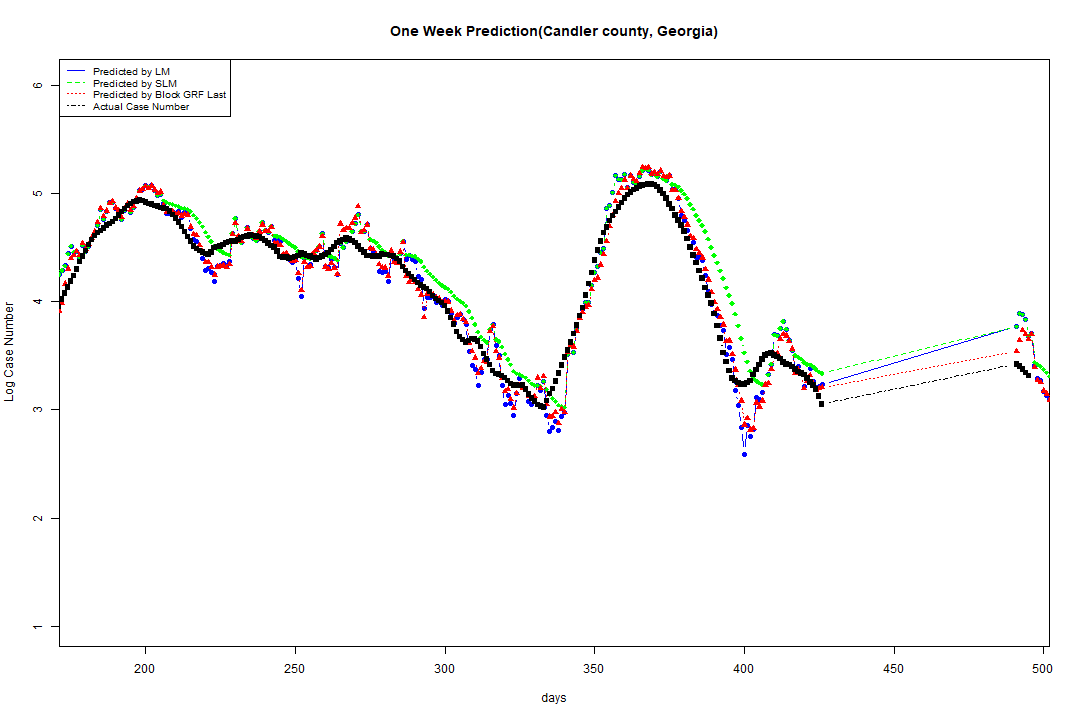 One Week Prediction(Candler county, Georgia)
Predicted by LM
Predicted by SLM
Predicted by Block GRF Last
Actual Case Number
6
5
4
3
2
1
Log Case Number
200 250 300 350 400 450 500
days